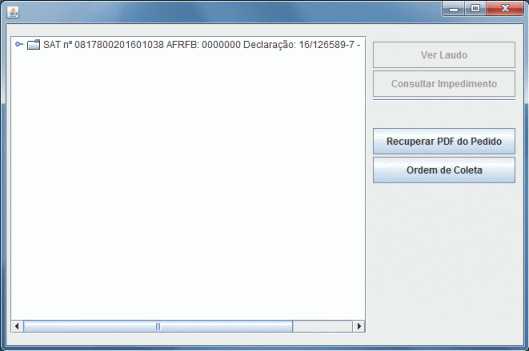 SAT nº 0817800201601038 AFRFB: 0000000 Declaração: 16/126589-7 -
Ver Laudo
Consultar Impedimento
Recuperar PDF do Pedido
Ordem de Coleta